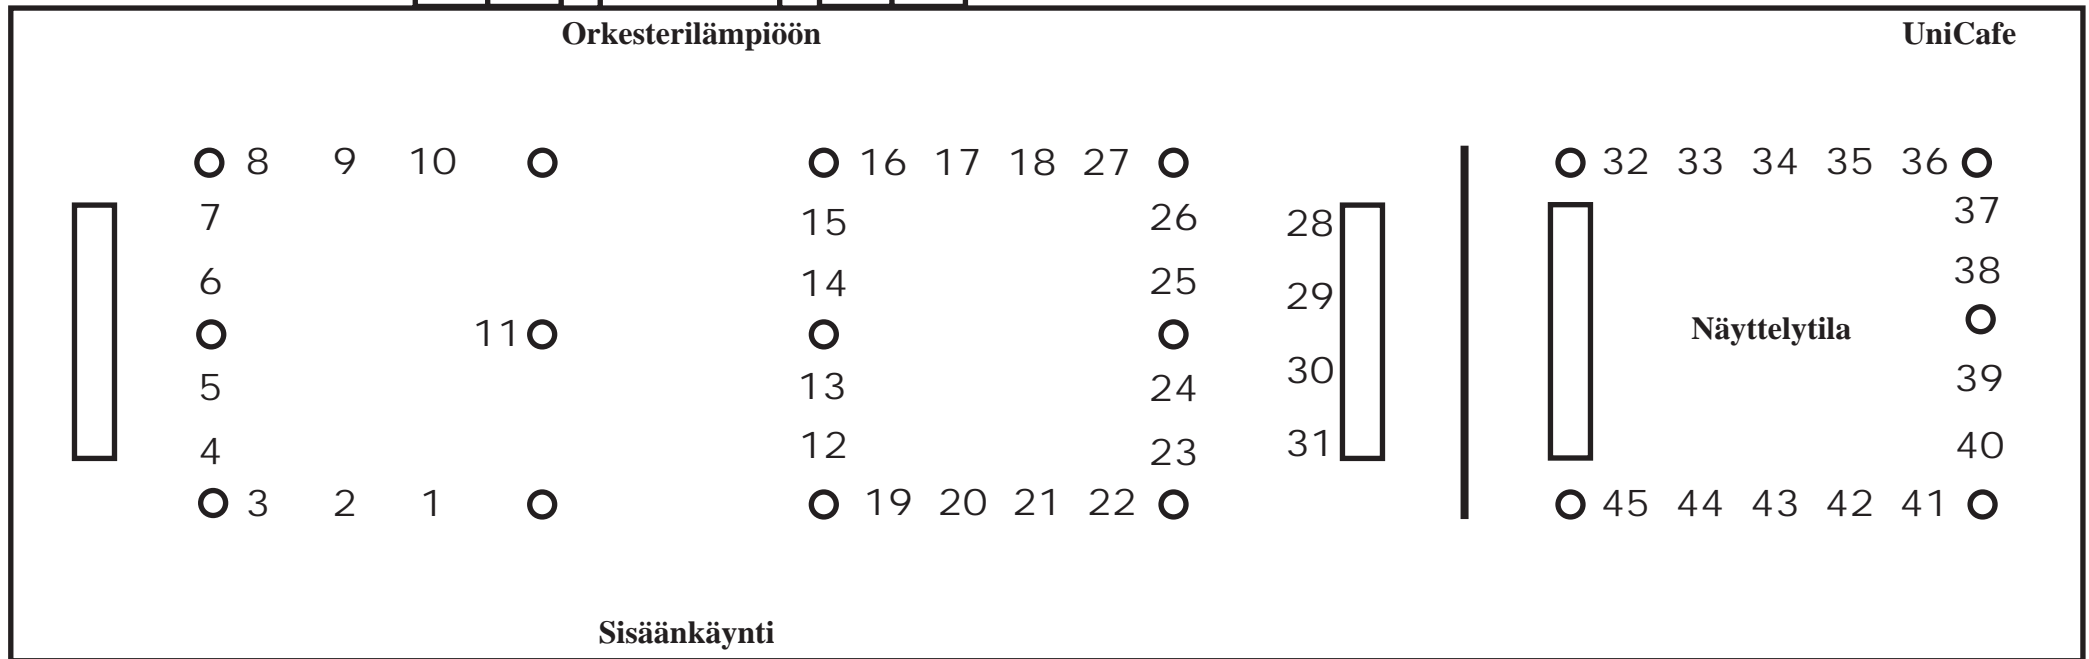 Orkesterilämpiöön UniCafe
8 9 10 16 17 18 27 32 33 34 35 36
7 15 26 28 37
6 14 25 29 38
11 Näyttelytila
5 13 24 30 39
4 12 23 31 40
3 2 1 19 20 21 22 45 44 43 42 41
Sisäänkäynti